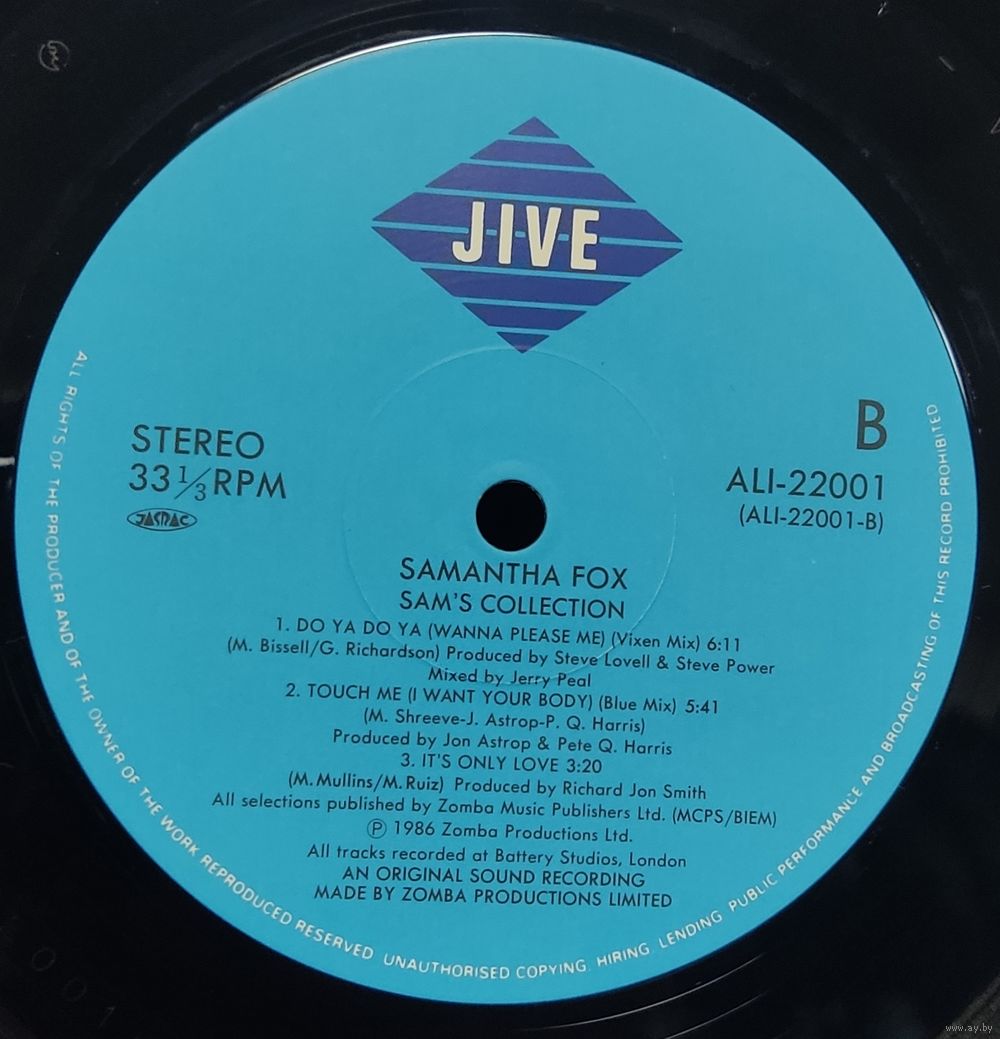 JIVE
STEREO
33 1/3 RPM
JASRAC
B
ALI-22001
(ALI-22001-B)
SAMANTHA FOX
SAM'S COLLECTION
1. DO YA DO YA (WANNA PLEASE ME) (Vixen Mix) 6:11
(M. Bissell/G. Richardson) Produced by Steve Lovell & Steve Power
Mixed by Jerry Peal
2. TOUCH ME (I WANT YOUR BODY) (Blue Mix) 5:41
(M. Shreeve-J. Astrop-P. Q. Harris)
Produced by Jon Astrop & Pete Q. Harris
3. IT'S ONLY LOVE 3:20
(M. Mullins/M. Ruiz) Produced by Richard Jon Smith
All selections published by Zomba Music Publishers Ltd. (MCPS/BIEM)
Ⓟ 1986 Zomba Productions Ltd.
All tracks recorded at Battery Studios, London
AN ORIGINAL SOUND RECORDING
MADE BY ZOMBA PRODUCTIONS LIMITED
ALL RIGHTS OF THE PRODUCER AND OF THE OWNER OF THE WORK REPRODUCED RESERVED. UNAUTHORISED COPYING. HIRING. LENDING. PUBLIC PERFORMANCE AND BROADCASTING OF THIS RECORD PROHIBITED
001
www.ay.by